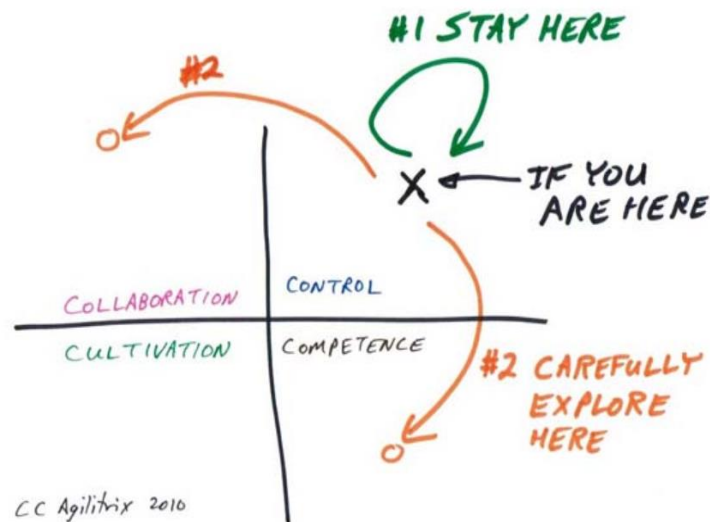 #1 STAY HERE
#2
IF YOU
ARE HERE
COLLABORATION
CONTROL
CULTIVATION
COMPETENCE
#2 CAREFULLY
EXPLORE
HERE
CC Agilitrix 2010